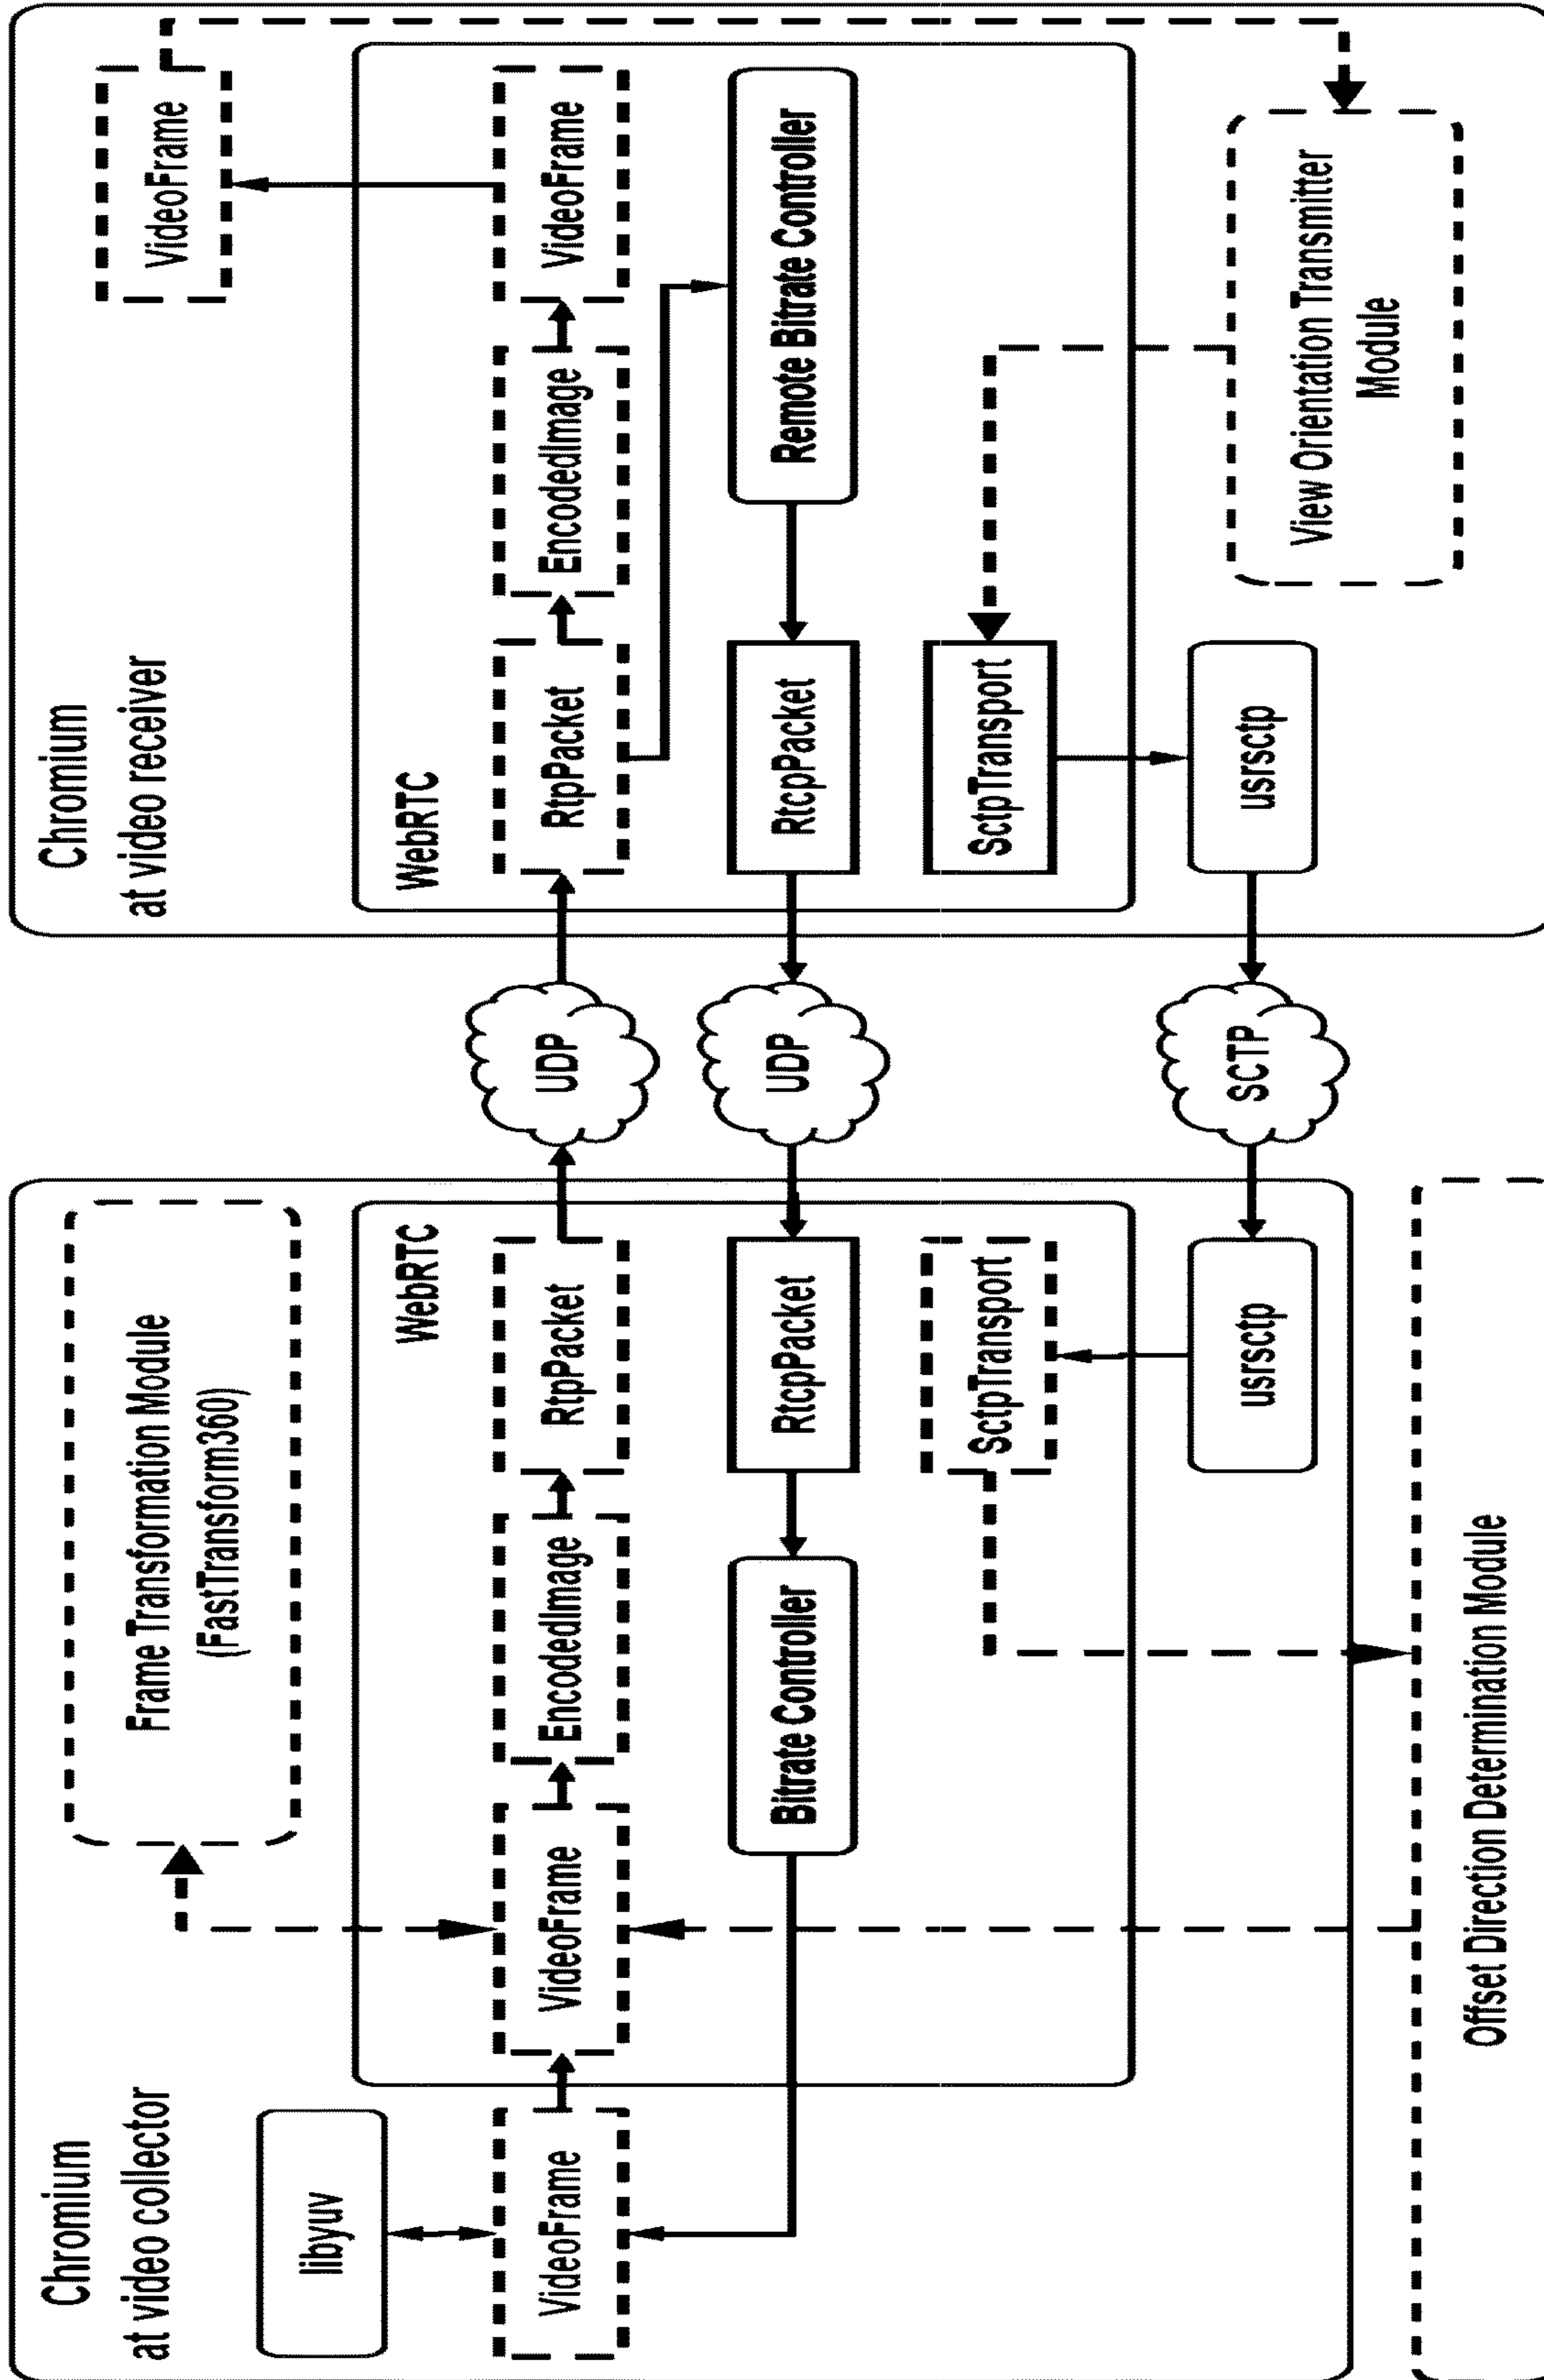 Chromium
at video collector
libyuv
VideoFrame
Frame Transformation Module
(FastTransform360)
WebRTC
VideoFrame
EncodedImage
RtpPacket
Bitrate Controller
RtcpPacket
SctpTransport
usrsctp
Offset Direction Determination Module
UDP
UDP
SCTP
Chromium
at video receiver
VideoFrame
WebRTC
RtpPacket
EncodedImage
VideoFrame
RtcpPacket
Remote Bitrate Controller
SctpTransport
usrsctp
View Orientation Transmitter
Module